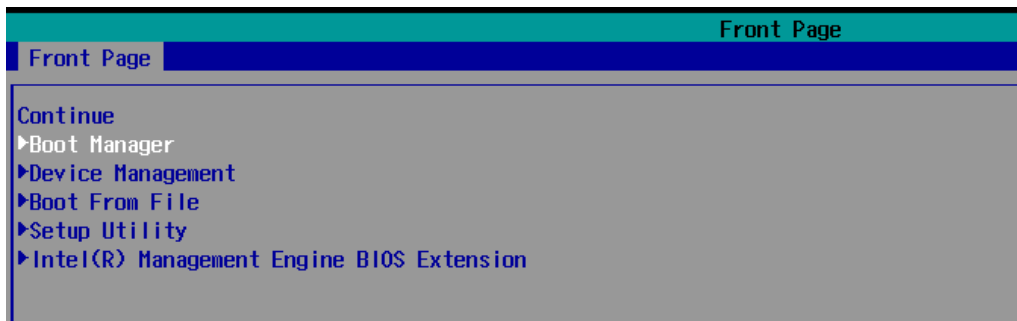 Front Page
Front Page
Continue
Boot Manager
Device Management
Boot From File
Setup Utility
Intel(R) Management Engine BIOS Extension